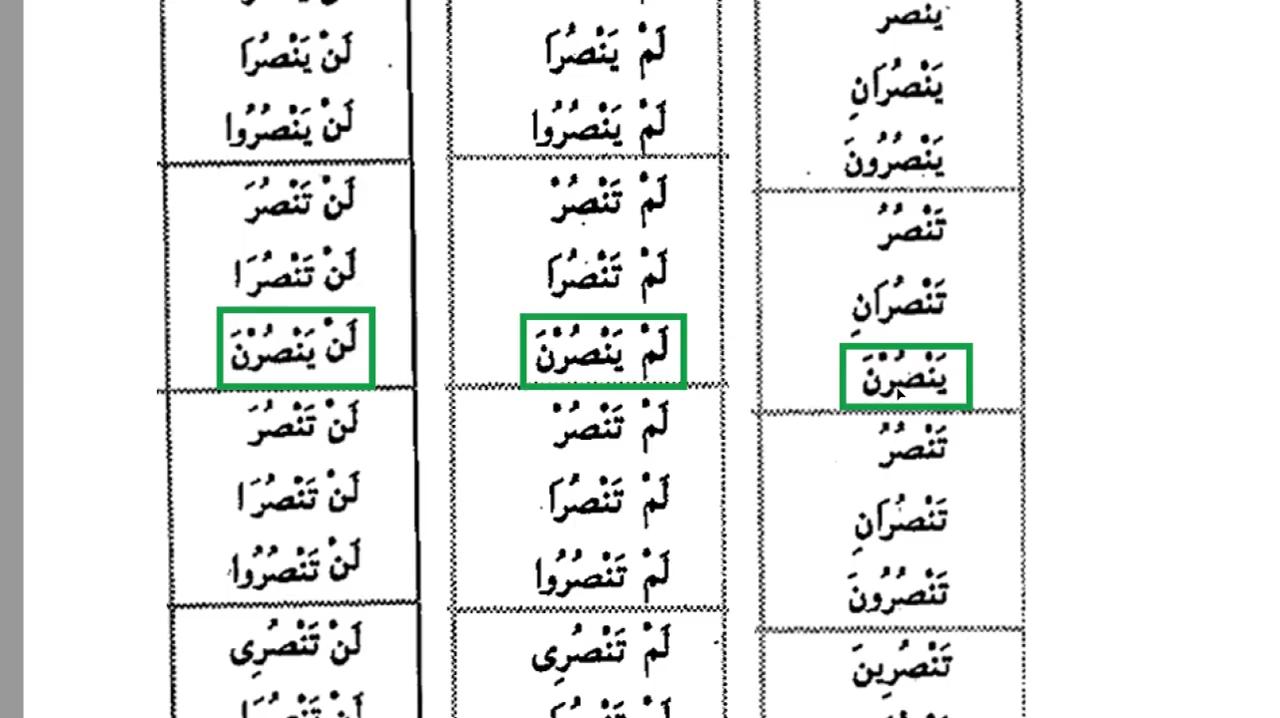 يَنْصُرُ
يَنْصُرَانِ
يَنْصُرُونَ
تَنْصُرُ
تَنْصُرَانِ
يَنْصُرْنَ
تَنْصُرُ
تَنْصُرَانِ
تَنْصُرُونَ
تَنْصُرِينَ
لَمْ يَنْصُرَا
لَمْ يَنْصُرُوا
لَمْ تَنْصُرْ
لَمْ تَنْصُرَا
لَمْ يَنْصُرْنَ
لَمْ تَنْصُرْ
لَمْ تَنْصُرَا
لَمْ تَنْصُرُوا
لَمْ تَنْصُرِى
لَنْ يَنْصُرَا
لَنْ يَنْصُرُوا
لَنْ تَنْصُرَ
لَنْ تَنْصُرَا
لَنْ يَنْصُرْنَ
لَنْ تَنْصُرَ
لَنْ تَنْصُرَا
لَنْ تَنْصُرُوا
لَنْ تَنْصُرِى